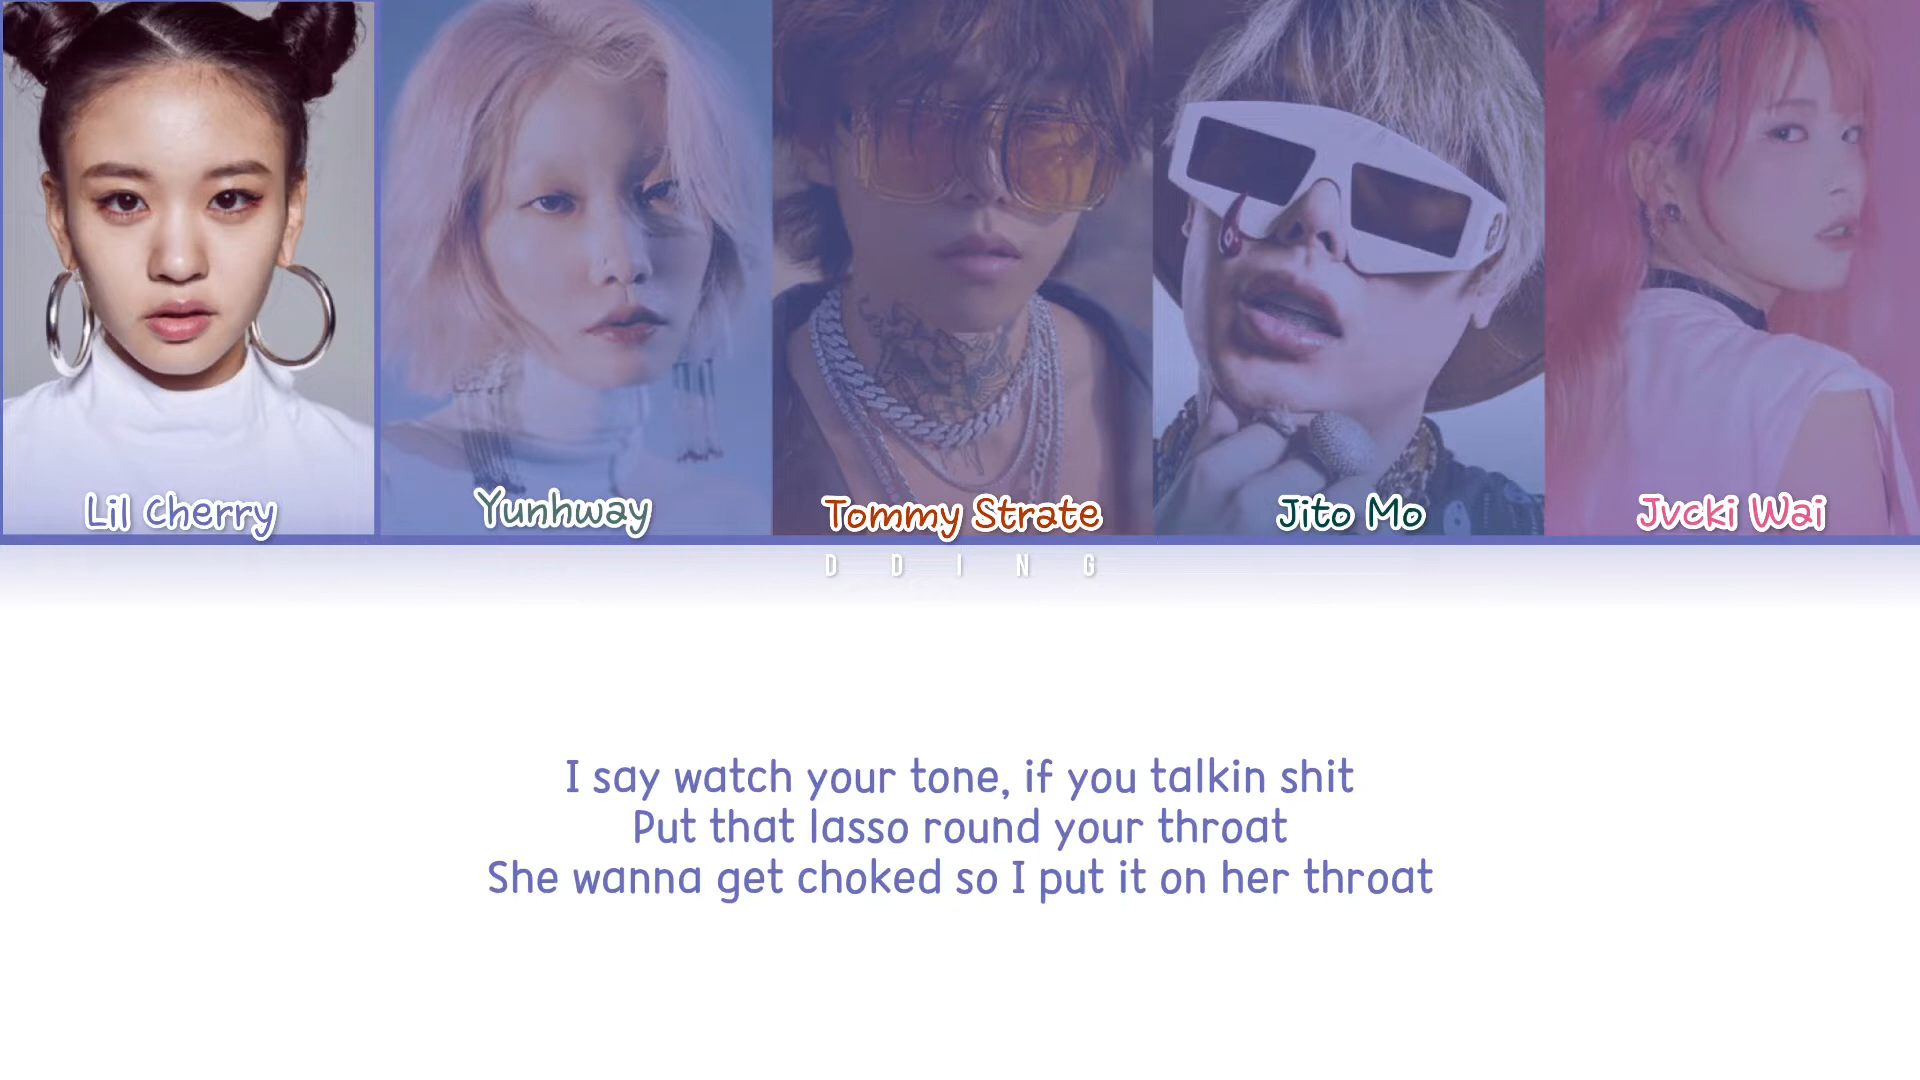 Lil Cherry
Yunhway
Tommy Strate
Jito Mo
Jvcki Wai
D D I N G
I say watch your tone, if you talkin shit
Put that lasso round your throat
She wanna get choked so I put it on her throat